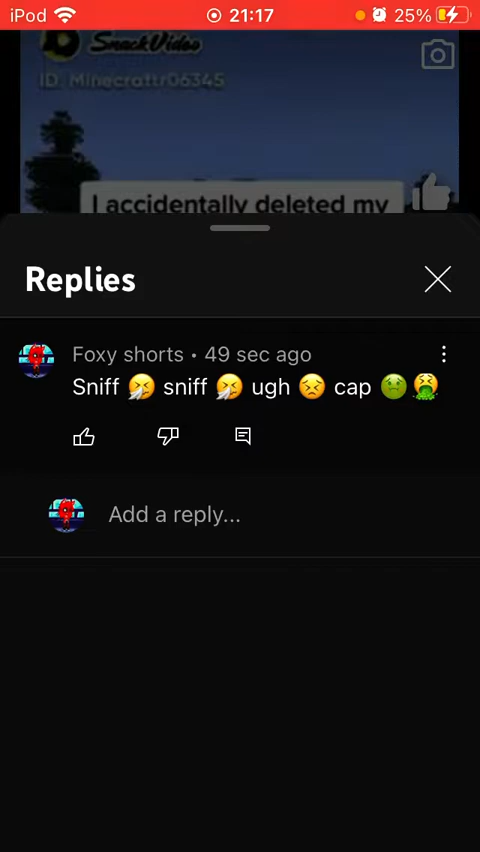 iPod 21:17 25%
SnackVideo
ID: Minecraftr06345
I accidentally deleted my
Replies
Foxy shorts • 49 sec ago
Sniff 🤧 sniff 🤧 ugh 😣 cap 🤢 🤮
Add a reply...